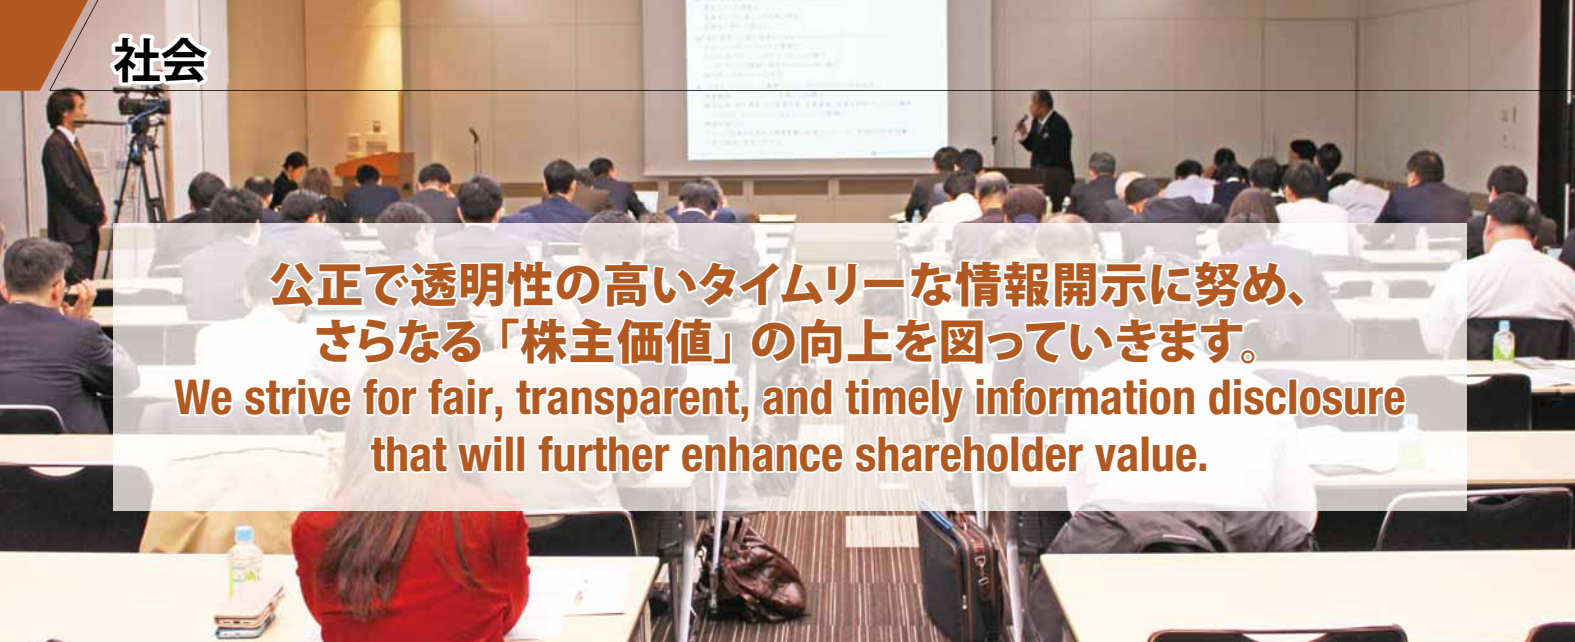 社会
公正で透明性の高いタイムリーな情報開示に努め、
さらなる「株主価値」の向上を図っていきます。
We strive for fair, transparent, and timely information disclosure
that will further enhance shareholder value.